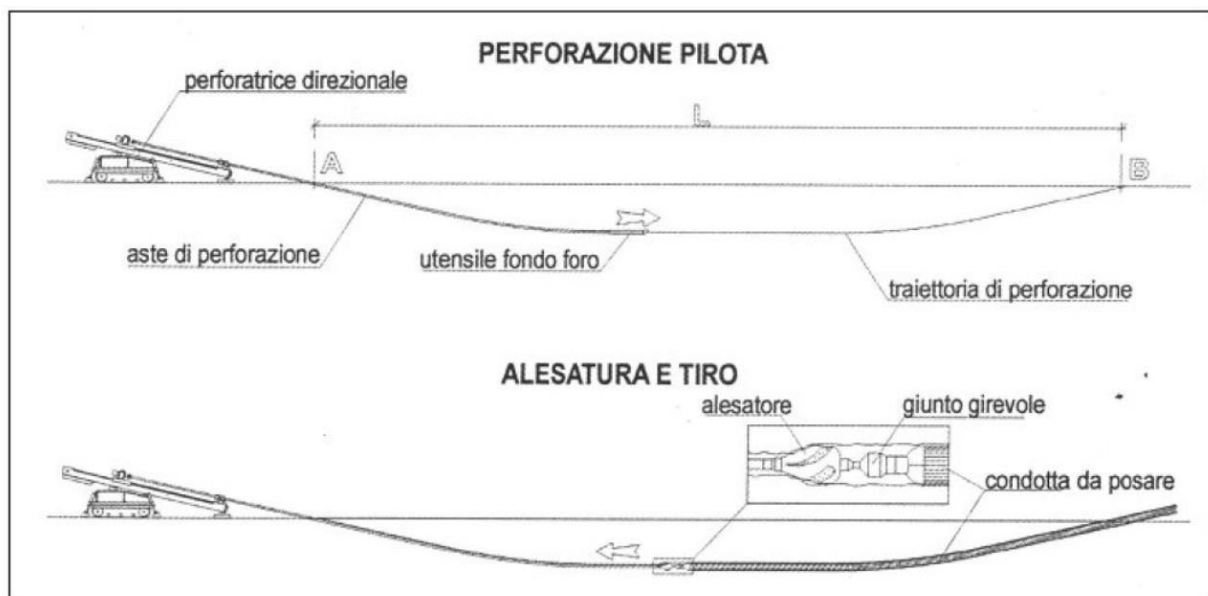 PERFORAZIONE PILOTA
perforatrice direzionale
L
A
B
aste di perforazione
utensile fondo foro
traiettoria di perforazione
ALESATURA E TIRO
alesatore
giunto girevole
condotta da posare